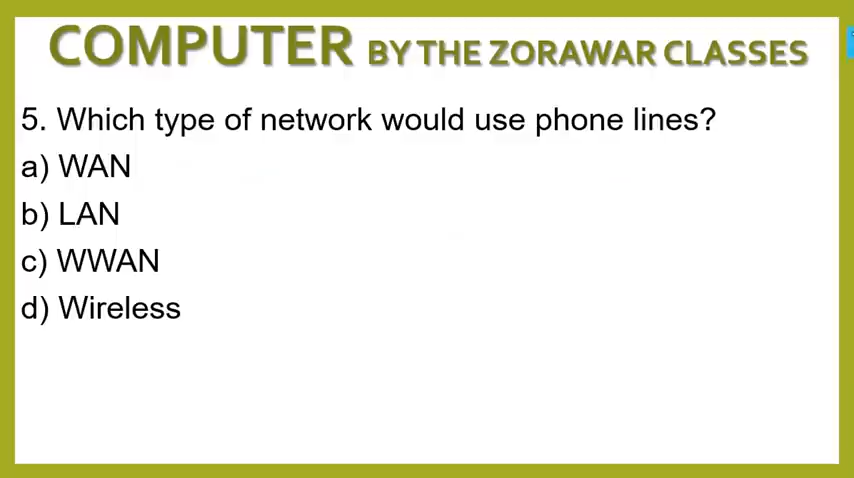 COMPUTER BY THE ZORAWAR CLASSES
5. Which type of network would use phone lines?
a) WAN
b) LAN
c) WWAN
d) Wireless